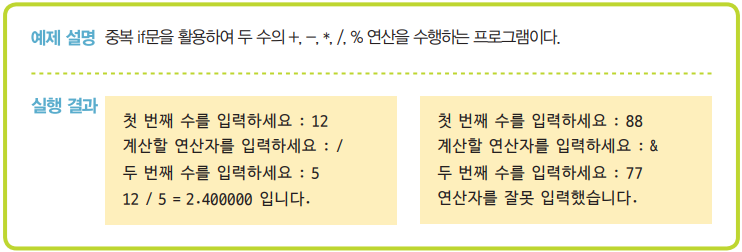 예제 설명 중복 if문을 활용하여 두 수의 +, −, *, /, % 연산을 수행하는 프로그램이다.
실행 결과
첫 번째 수를 입력하세요 : 12
계산할 연산자를 입력하세요 : /
두 번째 수를 입력하세요 : 5
12 / 5 = 2.400000 입니다.
첫 번째 수를 입력하세요 : 88
계산할 연산자를 입력하세요 : &
두 번째 수를 입력하세요 : 77
연산자를 잘못 입력했습니다.